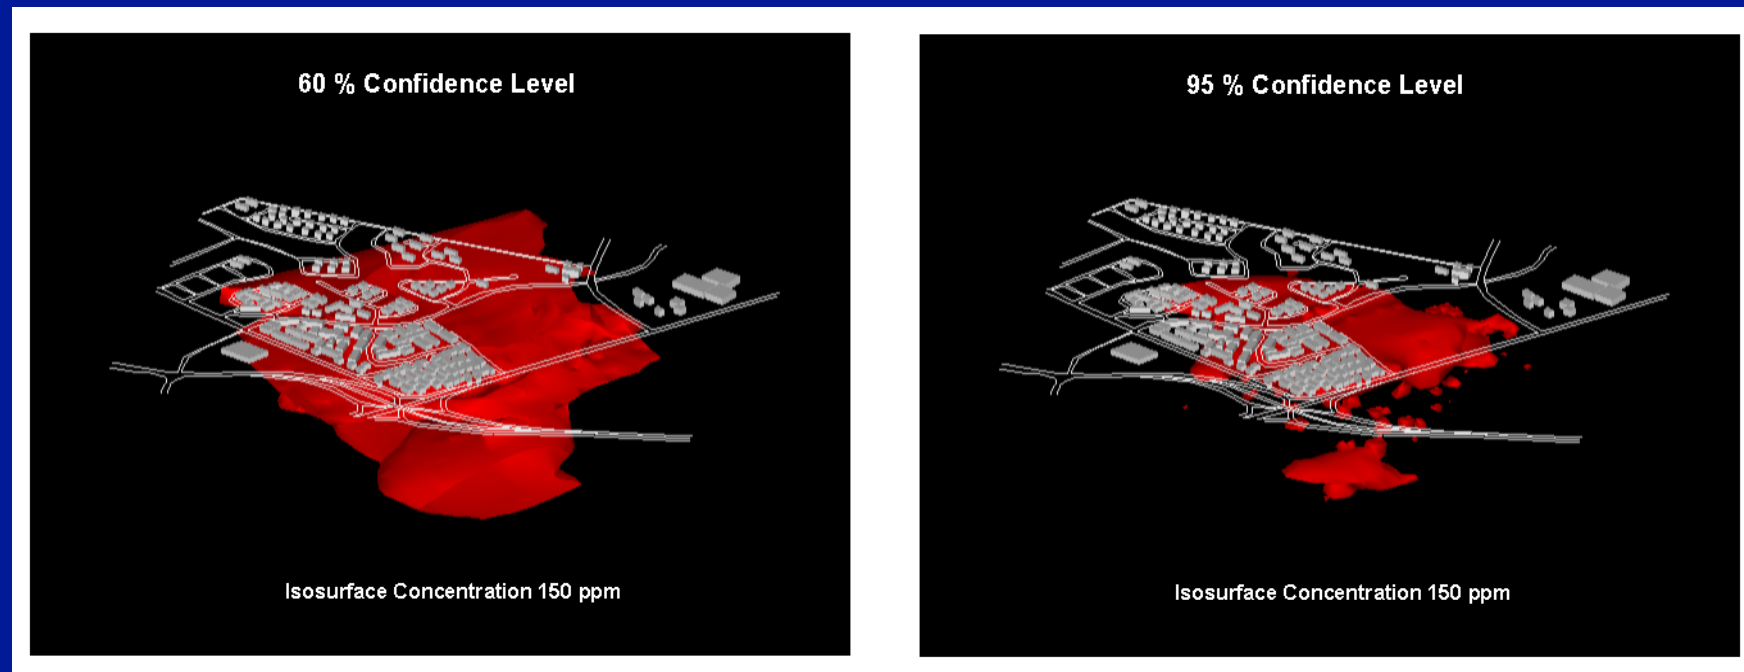 60 % Confidence Level
Isosurface Concentration 150 ppm
95 % Confidence Level
Isosurface Concentration 150 ppm